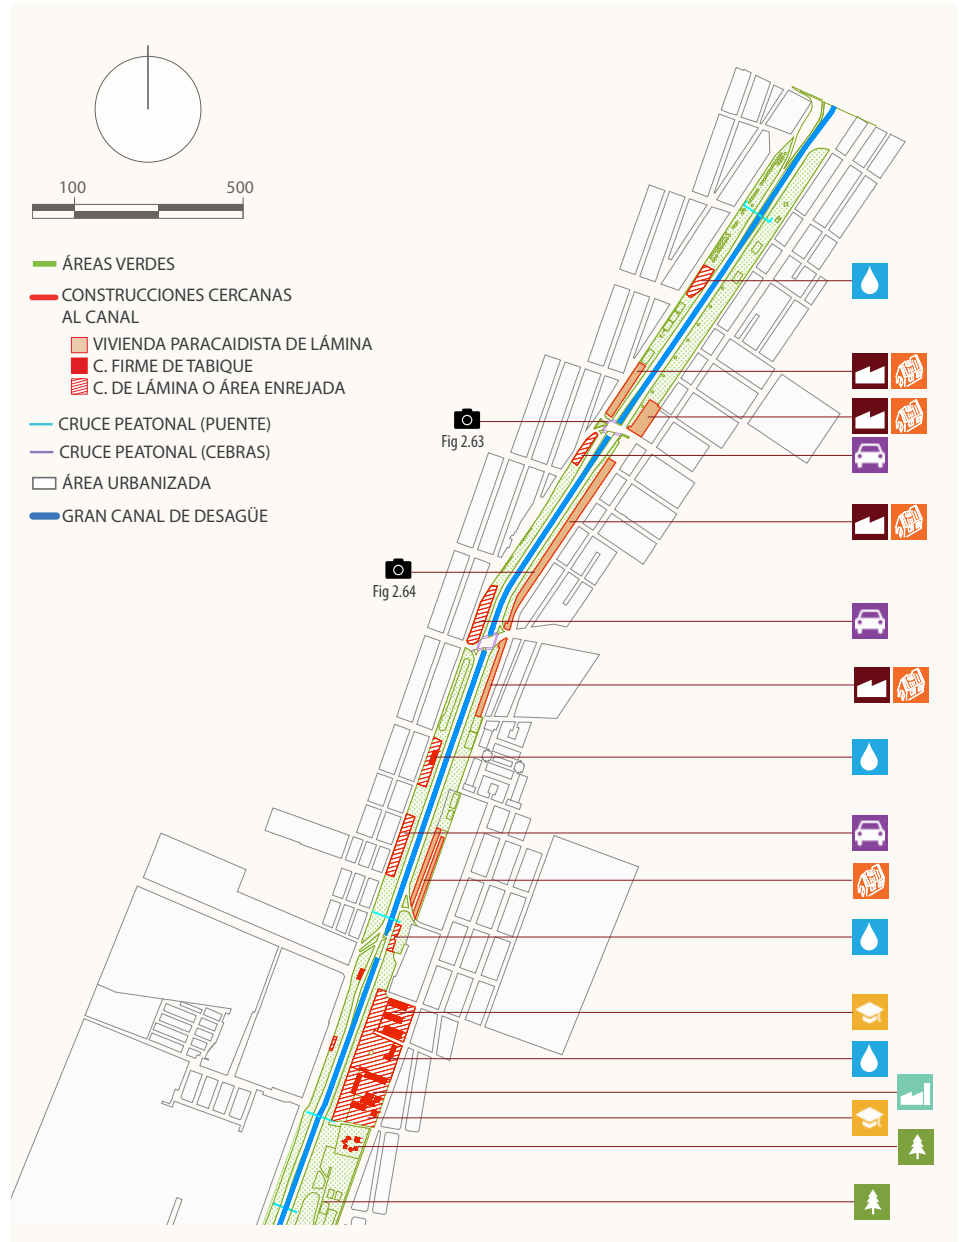 100 500
ÁREAS VERDES
CONSTRUCCIONES CERCANAS
AL CANAL
VIVIENDA PARACAIDISTA DE LÁMINA
C. FIRME DE TABIQUE
C. DE LÁMINA O ÁREA ENREJADA
CRUCE PEATONAL (PUENTE)
CRUCE PEATONAL (CEBRAS)
ÁREA URBANIZADA
GRAN CANAL DE DESAGÜE
Fig 2.63
Fig 2.64